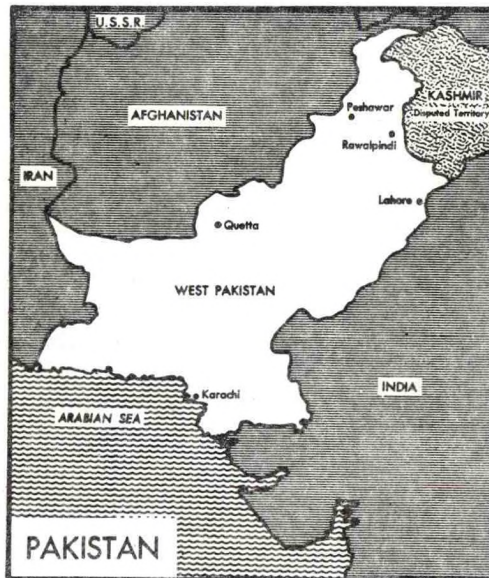 U.S.S.R.
AFGHANISTAN
KASHMIR
Disputed Territory
Peshawar
Rawalpindi
IRAN
Lahore
Quetta
WEST PAKISTAN
INDIA
Karachi
ARABIAN SEA
PAKISTAN